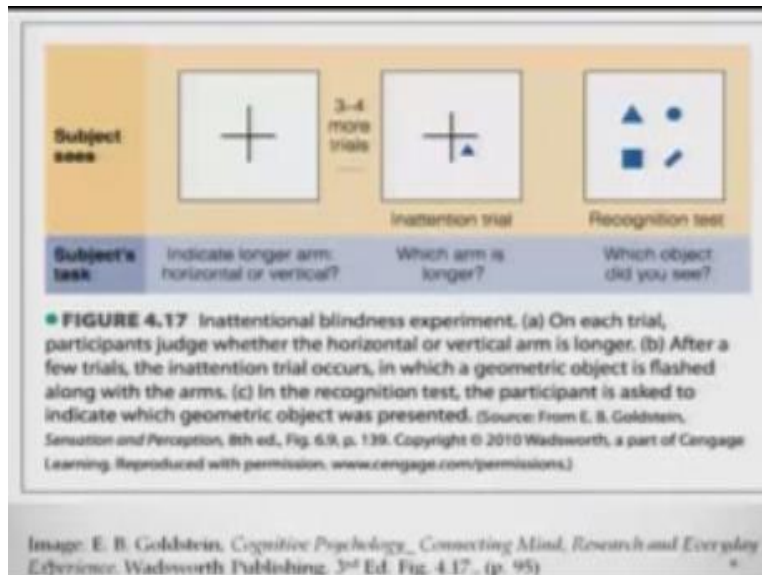 Subject
sees
3–4
more
trials
Inattention trial
Recognition test
Subject's
task
Indicate longer arm:
horizontal or vertical?
Which arm is
longer?
Which object
did you see?
FIGURE 4.17 Inattentional blindness experiment. (a) On each trial,
participants judge whether the horizontal or vertical arm is longer. (b) After a
few trials, the inattention trial occurs, in which a geometric object is flashed
along with the arms. (c) In the recognition test, the participant is asked to
indicate which geometric object was presented. (Source: From E. B. Goldstein,
Sensation and Perception, 8th ed., Fig. 6.9, p. 139. Copyright © 2010 Wadsworth, a part of Cengage
Learning. Reproduced with permission. www.cengage.com/permissions.)
Image: E. B. Goldstein, Cognitive Psychology_ Connecting Mind, Research and Everyday
Experience. Wadsworth Publishing. 3rd Ed. Fig. 4.17., (p. 95)